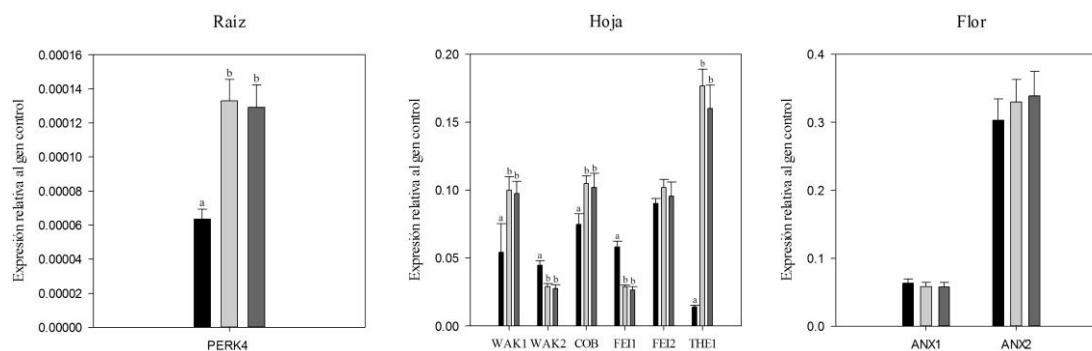 Raíz
Expresión relativa al gen control
0.00016
0.00014
0.00012
0.00010
0.00008
0.00006
0.00004
0.00002
0.00000
a
b
b
PERK4
Hoja
Expresión relativa al gen control
0.20
0.15
0.10
0.05
0.00
a
b
b
a
b
b
a
b
b
a
b
b
a
b
b
WAK1 WAK2 COB FEI1 FEI2 THE1
Flor
Expresión relativa al gen control
0.4
0.3
0.2
0.1
0.0
ANX1 ANX2